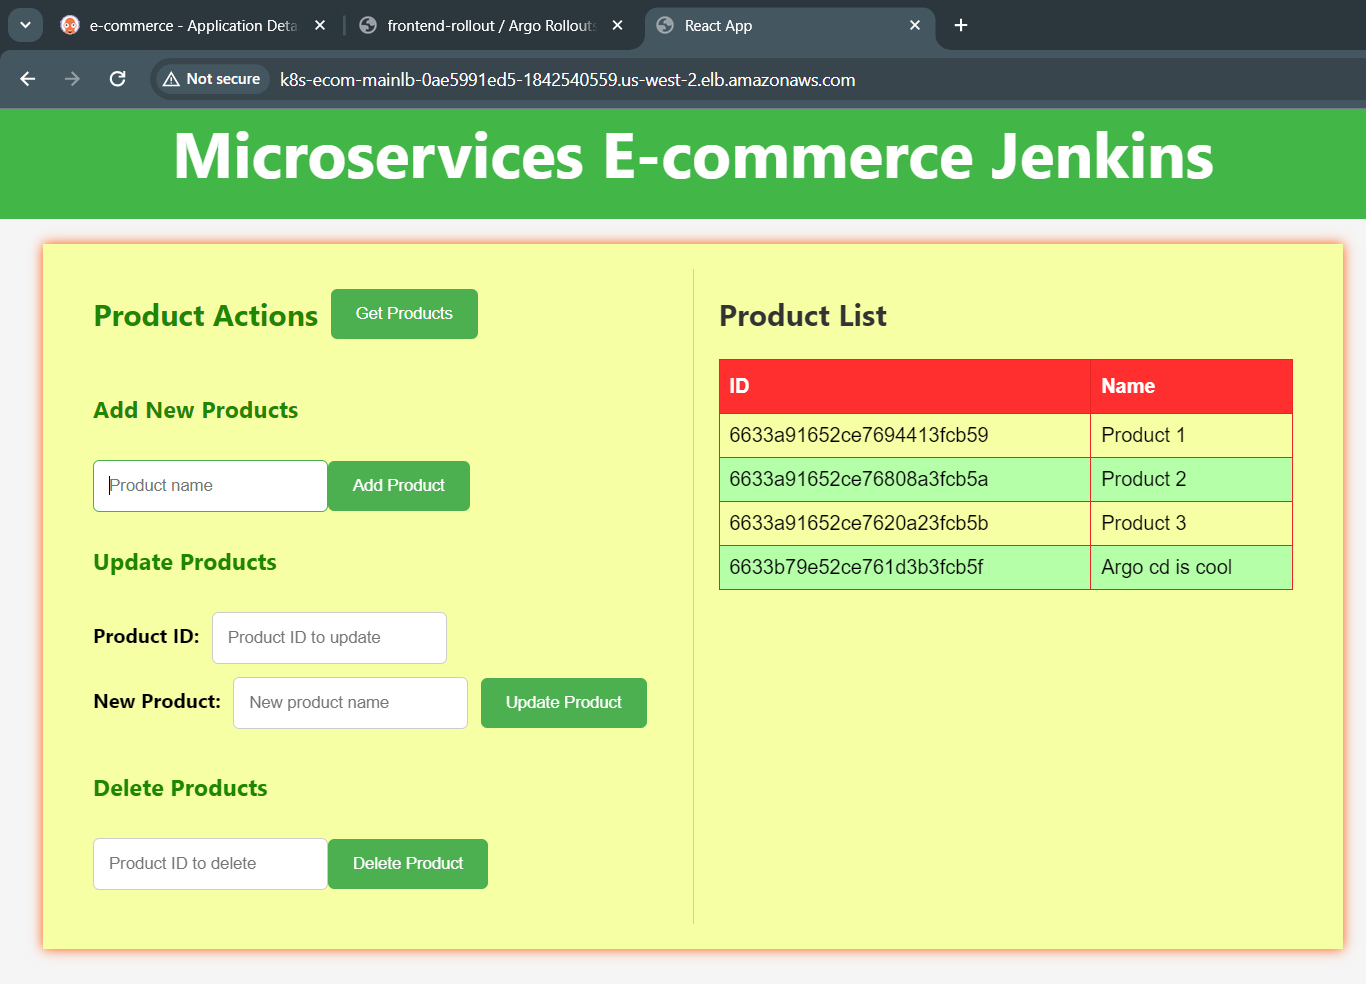 e-commerce - Application Deta
frontend-rollout / Argo Rollouts
React App
Not secure
k8s-ecom-mainlb-0ae5991ed5-1842540559.us-west-2.elb.amazonaws.com
Microservices E-commerce Jenkins
Product Actions
Get Products
Add New Products
Product name
Add Product
Update Products
Product ID:
Product ID to update
New Product:
New product name
Update Product
Delete Products
Product ID to delete
Delete Product
Product List
ID Name
6633a91652ce7694413fcb59 Product 1
6633a91652ce76808a3fcb5a Product 2
6633a91652ce7620a23fcb5b Product 3
6633b79e52ce761d3b3fcb5f Argo cd is cool